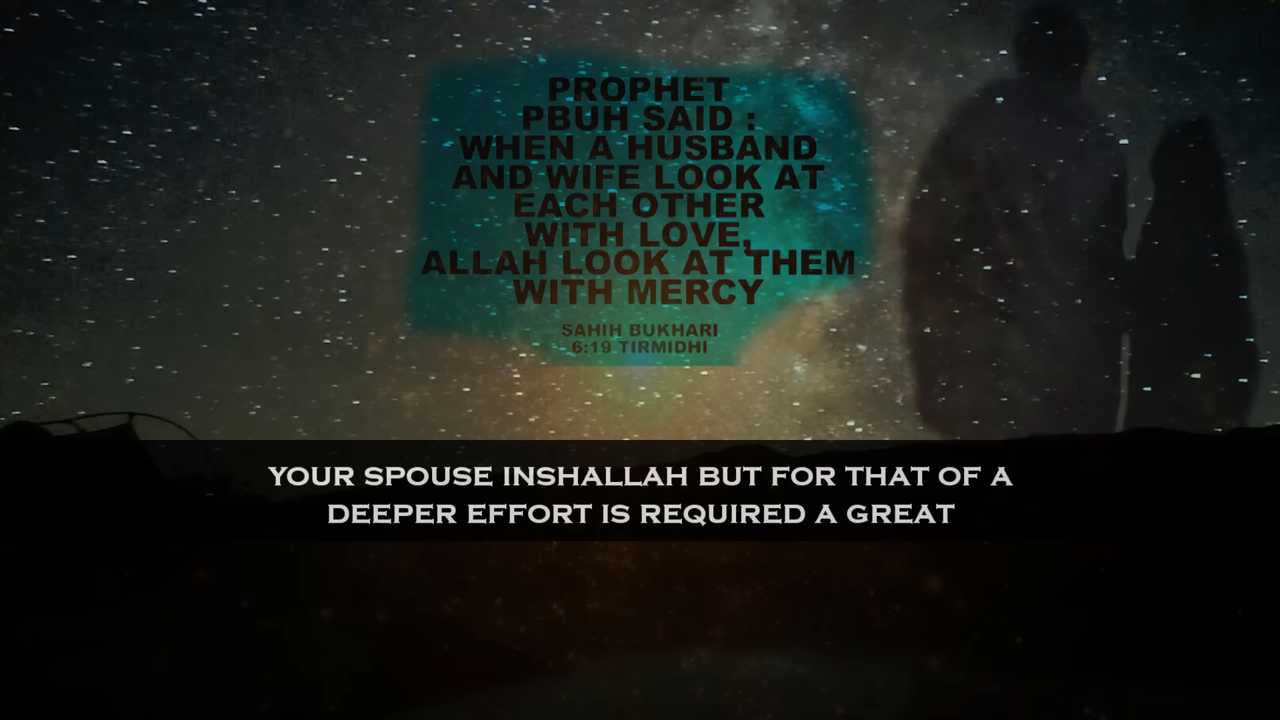 PROPHET
PBUH SAID :
WHEN A HUSBAND
AND WIFE LOOK AT
EACH OTHER
WITH LOVE,
ALLAH LOOK AT THEM
WITH MERCY
SAHIH BUKHARI
6:19 TIRMIDHI
YOUR SPOUSE INSHALLAH BUT FOR THAT OF A
DEEPER EFFORT IS REQUIRED A GREAT